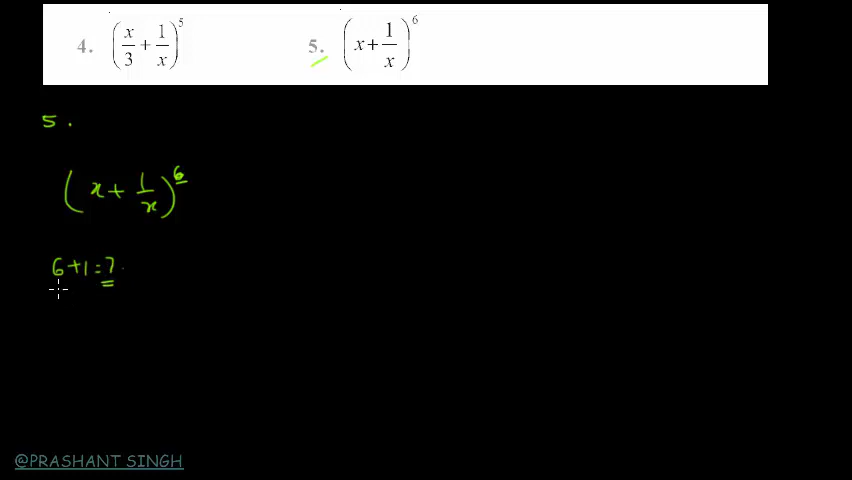 4. (x/3 + 1/x)^5 5. (x + 1/x)^6
5.
(x + 1/x)^6
6+1=7
@PRASHANT SINGH